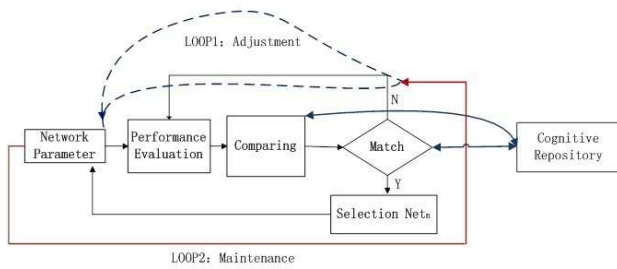 LOOP1: Adjustment
N
Network
Parameter
Performance
Evaluation
Comparing
Match
Cognitive
Repository
Y
Selection Netₙ
LOOP2: Maintenance